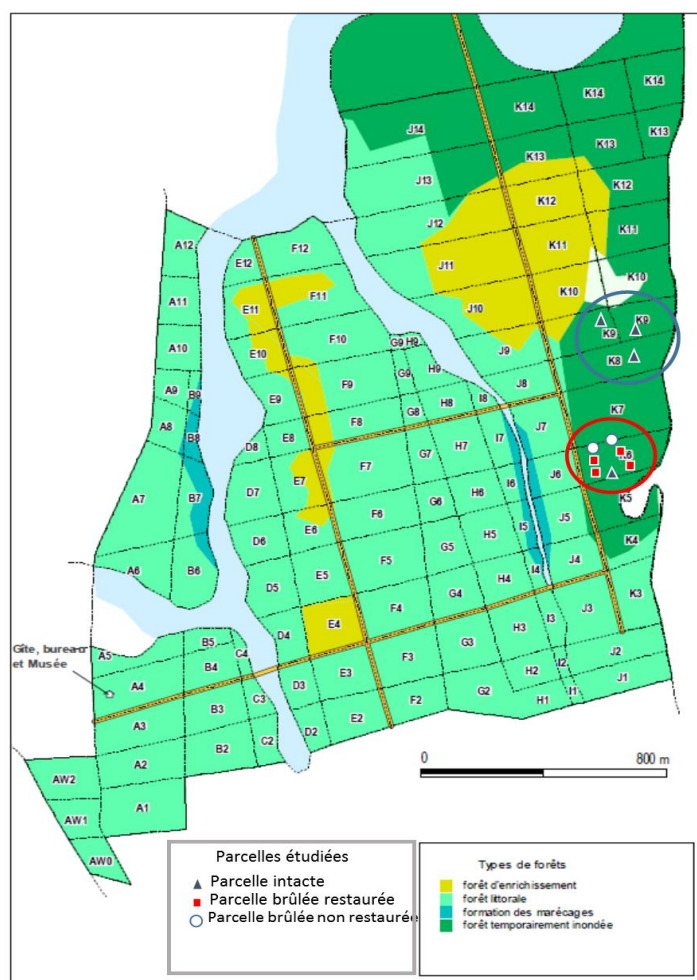 K14
K14
K14
J14
K13
K13
K13
J13
K12
K12
J12
A12
E12
F12
K11
K11
J11
K10
K10
A11
F11
E11
J10
K9
K9
A10
E10
F10
G9
H9
J9
K8
A9
B9
E9
F9
G9
H9
J8
K7
A8
B8
D8
E8
F8
G8
H8
I8
J7
K6
A7
B7
D7
E7
F7
G7
H7
I7
J6
K5
D6
E6
F6
G6
H6
I6
J5
K4
A6
B6
D5
E5
F5
G5
H5
I5
J4
K3
E4
F4
G4
H4
I4
J3
Gîte, bureau
et Musée
A5
B5
C4
D4
E3
F3
G3
H3
I3
J2
A4
B4
C3
D3
E2
F2
G2
H2
I2
J1
A3
B3
C2
D2
H1
I1
A2
B2
AW2
A1
AW1
AW0
0
800 m
Parcelles étudiées
Parcelle intacte
Parcelle brûlée restaurée
Parcelle brûlée non restaurée
Types de forêts
forêt d'enrichissement
forêt littorale
formation des marécages
forêt temporairement inondée